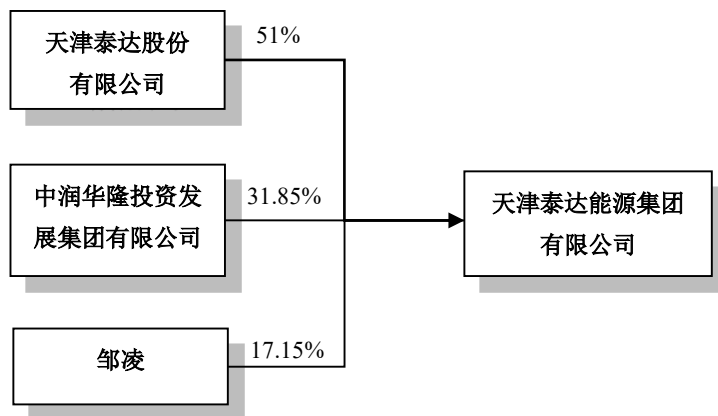 天津泰达股份
有限公司
51%
中润华隆投资发
展集团有限公司
31.85%
邹凌
17.15%
天津泰达能源集团
有限公司